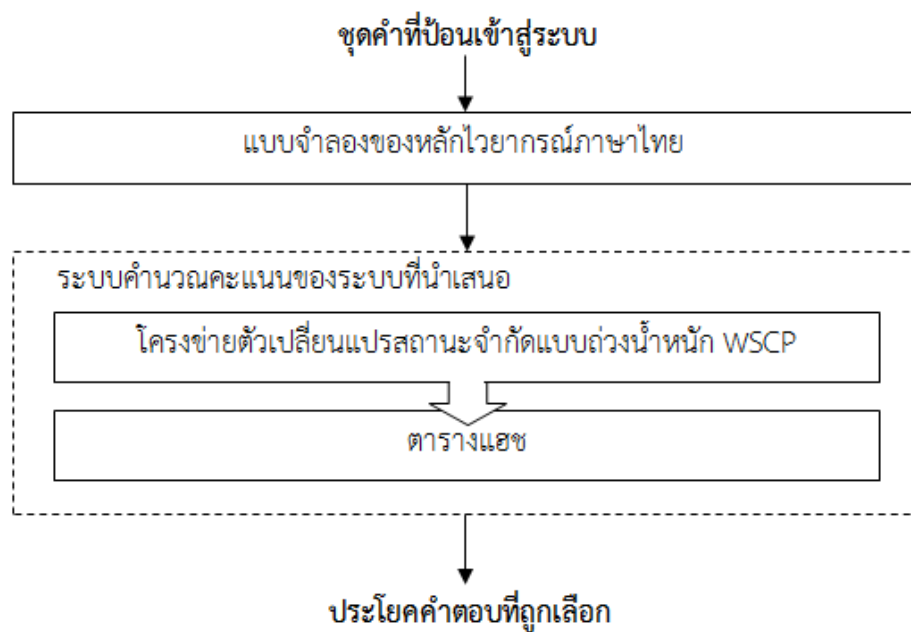 ชุดคำที่ป้อนเข้าสู่ระบบ
แบบจำลองของหลักไวยากรณ์ภาษาไทย
ระบบคำนวณคะแนนของระบบที่นำเสนอ
โครงข่ายตัวเปลี่ยนแปรสถานะจำกัดแบบถ่วงน้ำหนัก WSCP
ตารางแฮช
ประโยคคำตอบที่ถูกเลือก